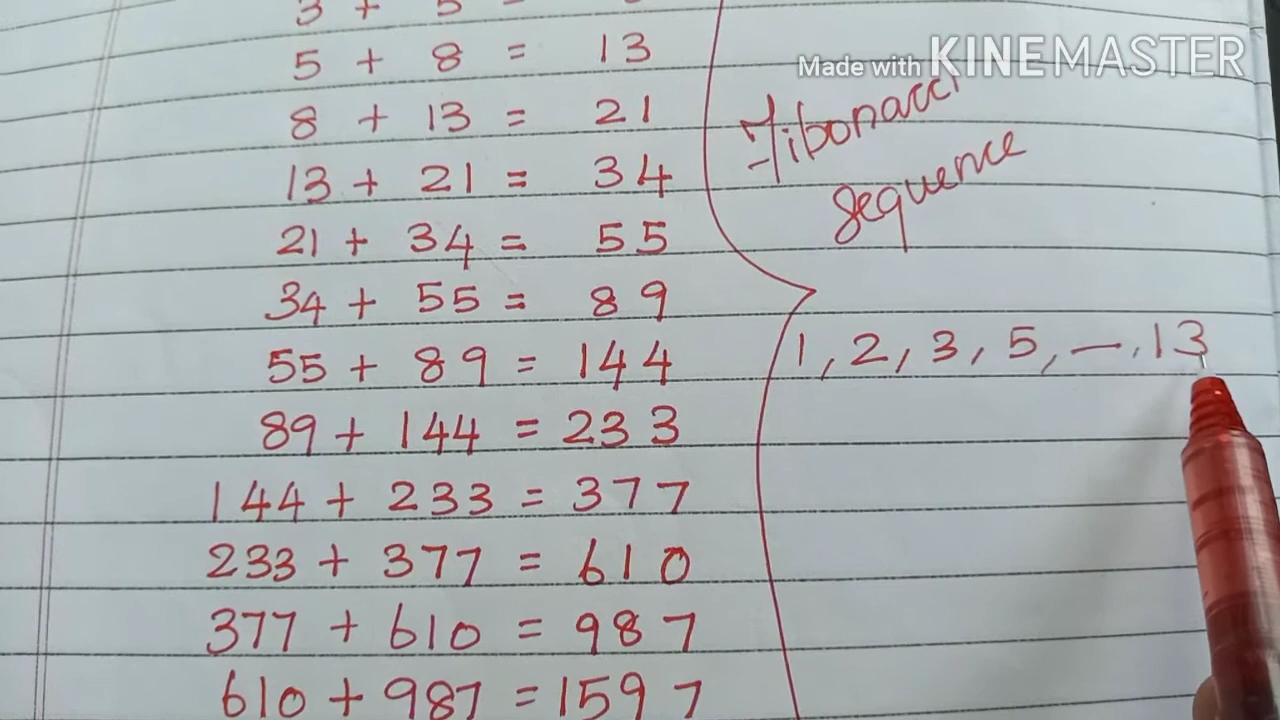 3 + 5 =
5 + 8 = 13
8 + 13 = 21
13 + 21 = 34
21 + 34 = 55
34 + 55 = 89
55 + 89 = 144
89 + 144 = 233
144 + 233 = 377
233 + 377 = 610
377 + 610 = 987
610 + 987 = 1597
Made with KINEMASTER
Fibonacci
sequence
1, 2, 3, 5, — . 13